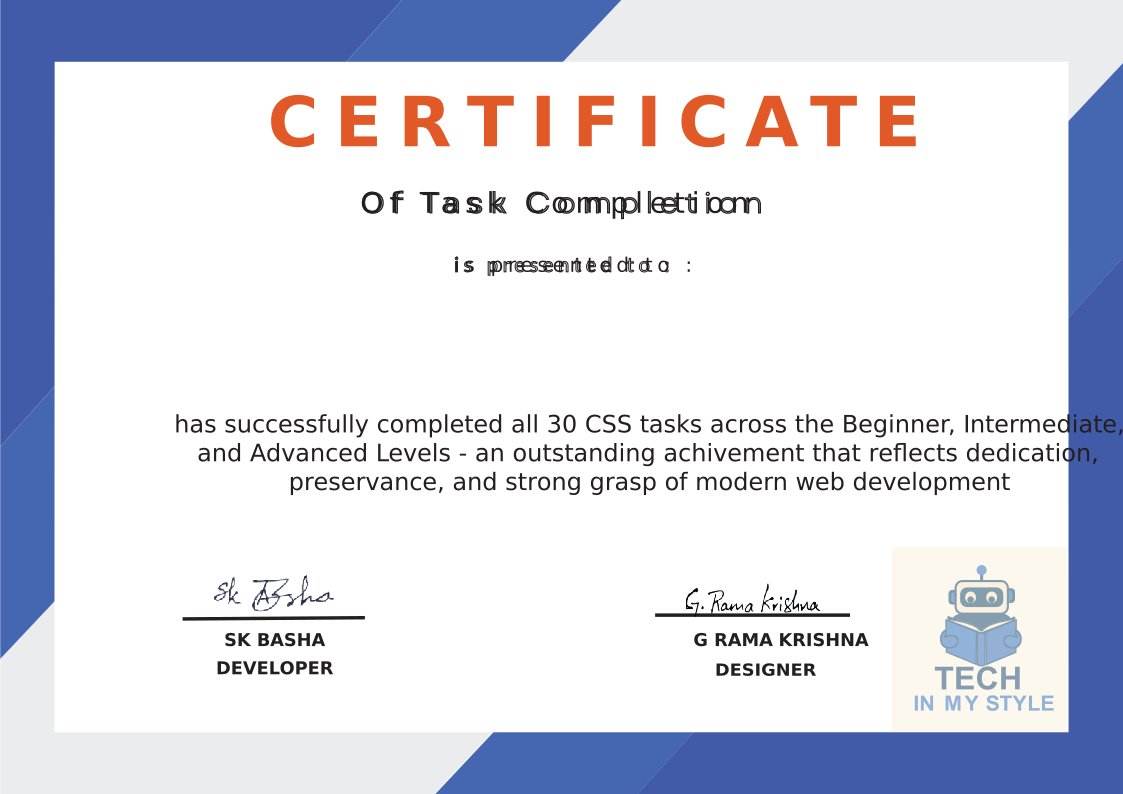 CERTIFICATE
Of Task Completion
is presented to :
has successfully completed all 30 CSS tasks across the Beginner, Intermediate,
and Advanced Levels - an outstanding achivement that reflects dedication,
preservance, and strong grasp of modern web development
Sk Basha
G. Rama Krishna
SK BASHA
G RAMA KRISHNA
DEVELOPER
DESIGNER
TECH
IN MY STYLE